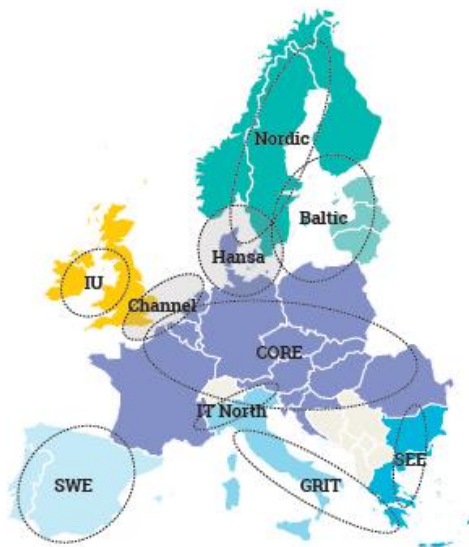 Nordic
Baltic
Hansa
IU
Channel
CORE
IT North
SWE
GRIT
SEE